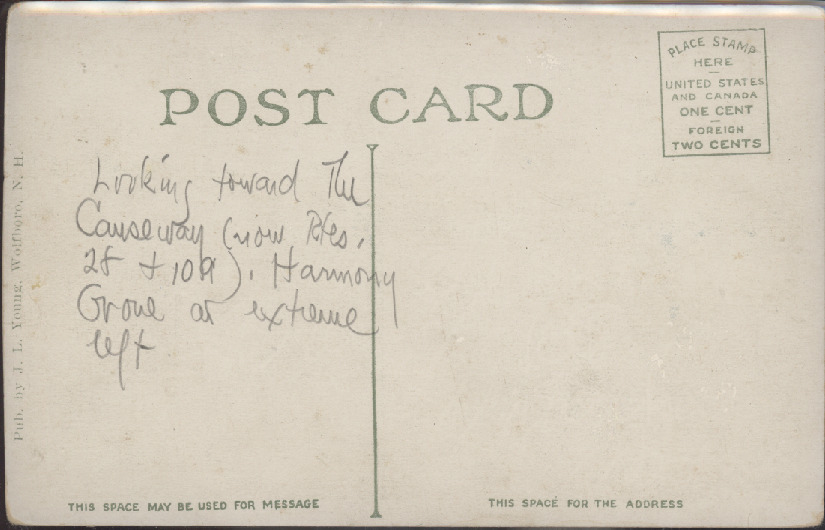 POST CARD
PLACE STAMP
HERE
UNITED STATES
AND CANADA
ONE CENT
FOREIGN
TWO CENTS
Looking toward The
Causeway (now Rtes.
28 + 109). Harmony
Grove at extreme
left
Pub. by J. L. Young, Wolfboro, N. H.
THIS SPACE MAY BE USED FOR MESSAGE
THIS SPACE FOR THE ADDRESS